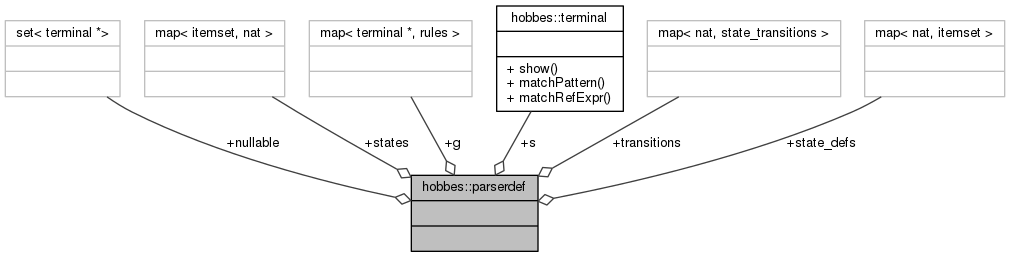 set< terminal *>
map< itemset, nat >
map< terminal *, rules >
hobbes::terminal
+ show()
+ matchPattern()
+ matchRefExpr()
map< nat, state_transitions >
map< nat, itemset >
+nullable
+states
+g
+s
+transitions
+state_defs
hobbes::parserdef